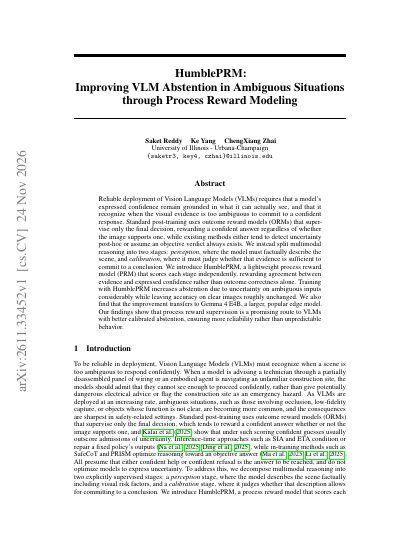 HumblePRM:
Improving VLM Abstention in Ambiguous Situations
through Process Reward Modeling
Saket Reddy Ke Yang ChengXiang Zhai
University of Illinois - Urbana-Champaign
{saketr3, key4, czhai}@illinois.edu
arXiv:2611.33452v1 [cs.CV] 24 Nov 2026
Abstract
Reliable deployment of Vision Language Models (VLMs) requires that a model's
expressed confidence remain grounded in what it can actually see, and that it
recognize when the visual evidence is too ambiguous to commit to a confident
response. Standard post-training uses outcome reward models (ORMs) that super-
vise only the final decision, rewarding a confident answer regardless of whether
the image supports one, while existing methods either tend to detect uncertainty
post-hoc or assume an objective verdict always exists. We instead split multimodal
reasoning into two stages: perception, where the model must factually describe the
scene, and calibration, where it must judge whether that evidence is sufficient to
commit to a conclusion. We introduce HumblePRM, a lightweight process reward
model (PRM) that scores each stage independently, rewarding agreement between
evidence and expressed confidence rather than outcome correctness alone. Training
with HumblePRM increases abstention due to uncertainty on ambiguous inputs
considerably while leaving accuracy on clear images roughly unchanged. We also
find that the improvement transfers to Gemma 4 E4B, a larger, popular edge model.
Our findings show that process reward supervision is a promising route to VLMs
with better calibrated abstention, ensuring more reliability rather than unpredictable
behavior.
1 Introduction
To be reliable in deployment, Vision Language Models (VLMs) must recognize when a scene is
too ambiguous to respond confidently. When a model is advising a technician through a partially
disassembled panel of wiring or an embodied agent is navigating an unfamiliar construction site, the
models should admit that they cannot see enough to proceed confidently, rather than give potentially
dangerous electrical advice or flag the construction site as an emergency hazard. As VLMs are
deployed at an increasing rate, ambiguous situations, such as those involving occlusion, low-fidelity
capture, or objects whose function is not clear, are becoming more common, and the consequences
are sharpest in safety-related settings. Standard post-training uses outcome reward models (ORMs)
that supervise only the final decision, which tends to reward a confident answer whether or not the
image supports one, and Kalai et al. 2025 show that under such scoring confident guesses usually
outscore admissions of uncertainty. Inference-time approaches such as SIA and ETA condition or
repair a fixed policy's outputs (Na et al. 2025 Ding et al. 2025, while in-training methods such as
SafeCoT and PRISM optimize reasoning toward an objective answer (Ma et al. 2025 Li et al. 2025.
All presume that either confident help or confident refusal is the answer to be reached, and do not
optimize models to express uncertainty. To address this, we decompose multimodal reasoning into
two explicitly supervised stages: a perception stage, where the model describes the scene factually
including visual risk factors, and a calibration stage, where it judges whether that description allows
for committing to a conclusion. We introduce HumblePRM, a process reward model that scores each